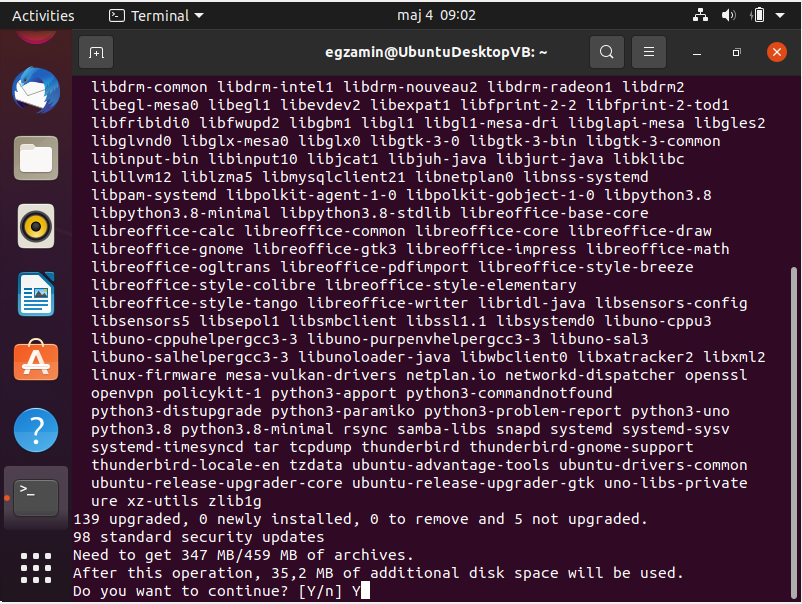 Activities Terminal maj 4 09:02
egzamin@UbuntuDesktopVB: ~
libdrm-common libdrm-intel1 libdrm-nouveau2 libdrm-radeon1 libdrm2
libegl-mesa0 libegl1 libevdev2 libexpat1 libfprint-2-2 libfprint-2-tod1
libfribidi0 libfwupd2 libgbm1 libgl1 libgl1-mesa-dri libglapi-mesa libgles2
libglvnd0 libglx-mesa0 libglx0 libgtk-3-0 libgtk-3-bin libgtk-3-common
libinput-bin libinput10 libjcat1 libjuh-java libjurt-java libklibc
libllvm12 liblzma5 libmysqlclient21 libnetplan0 libnss-systemd
libpam-systemd libpolkit-agent-1-0 libpolkit-gobject-1-0 libpython3.8
libpython3.8-minimal libpython3.8-stdlib libreoffice-base-core
libreoffice-calc libreoffice-common libreoffice-core libreoffice-draw
libreoffice-gnome libreoffice-gtk3 libreoffice-impress libreoffice-math
libreoffice-ogltrans libreoffice-pdfimport libreoffice-style-breeze
libreoffice-style-colibre libreoffice-style-elementary
libreoffice-style-tango libreoffice-writer libridl-java libsensors-config
libsensors5 libsepol1 libsmbclient libssl1.1 libsystemd0 libuno-cppu3
libuno-cppuhelpergcc3-3 libuno-purpenvhelpergcc3-3 libuno-sal3
libuno-salhelpergcc3-3 libunoloader-java libwbclient0 libxatracker2 libxml2
linux-firmware mesa-vulkan-drivers netplan.io networkd-dispatcher openssl
openvpn policykit-1 python3-apport python3-commandnotfound
python3-distupgrade python3-paramiko python3-problem-report python3-uno
python3.8 python3.8-minimal rsync samba-libs snapd systemd systemd-sysv
systemd-timesyncd tar tcpdump thunderbird thunderbird-gnome-support
thunderbird-locale-en tzdata ubuntu-advantage-tools ubuntu-drivers-common
ubuntu-release-upgrader-core ubuntu-release-upgrader-gtk uno-libs-private
ure xz-utils zlib1g
139 upgraded, 0 newly installed, 0 to remove and 5 not upgraded.
98 standard security updates
Need to get 347 MB/459 MB of archives.
After this operation, 35,2 MB of additional disk space will be used.
Do you want to continue? [Y/n] Y